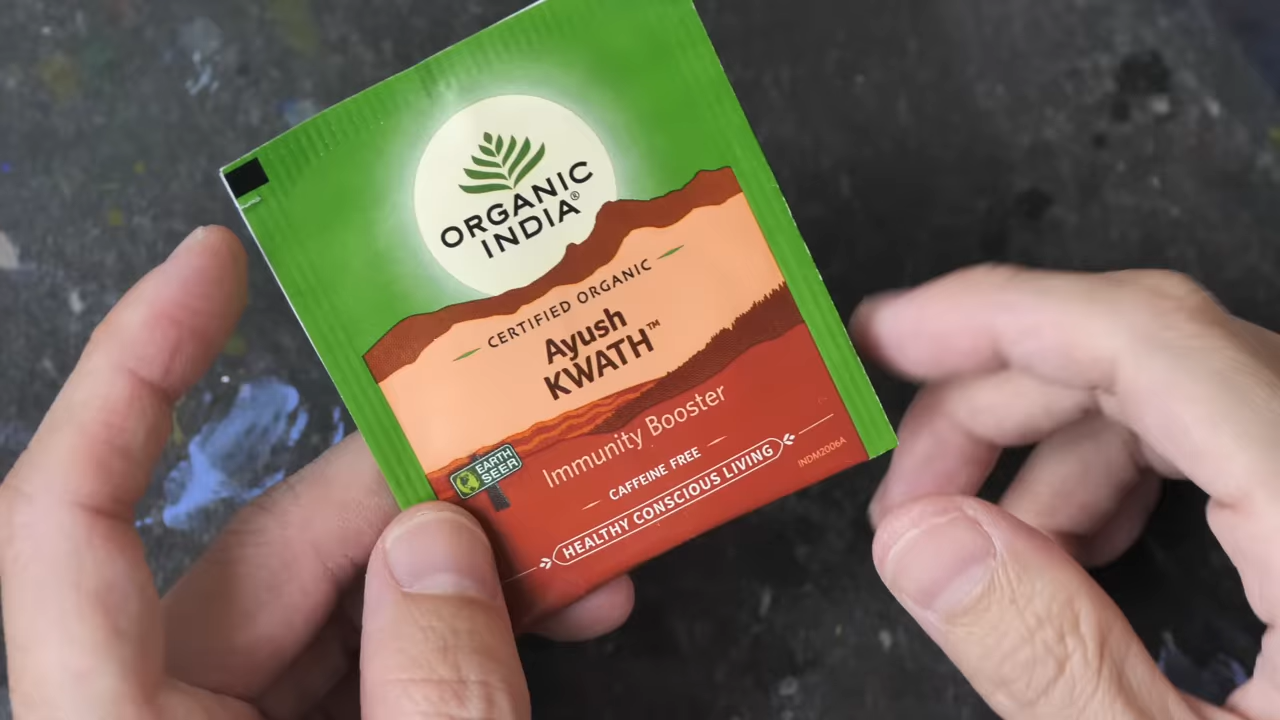 ORGANIC
INDIA®
CERTIFIED ORGANIC
Ayush
KWATH™
Immunity Booster
EARTH
SEER
CAFFEINE FREE
HEALTHY CONSCIOUS LIVING
INDM2006A